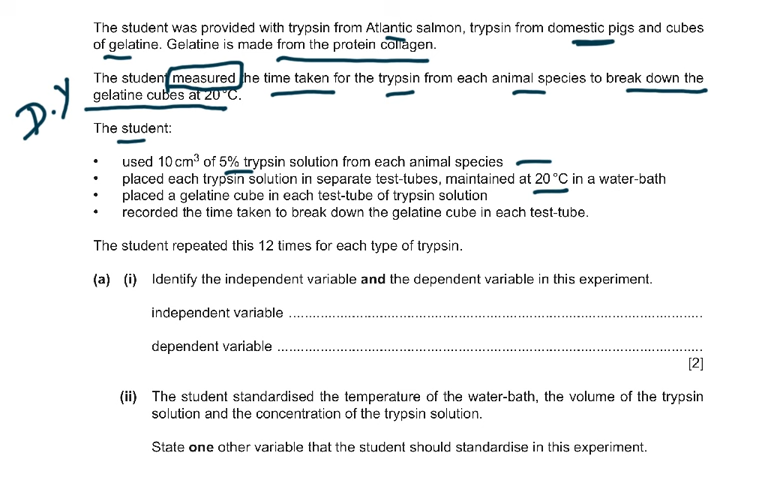 The student was provided with trypsin from Atlantic salmon, trypsin from domestic pigs and cubes
of gelatine. Gelatine is made from the protein collagen.
The student measured the time taken for the trypsin from each animal species to break down the
gelatine cubes at 20 °C.
D.V
The student:
• used 10 cm³ of 5% trypsin solution from each animal species
• placed each trypsin solution in separate test-tubes, maintained at 20 °C in a water-bath
• placed a gelatine cube in each test-tube of trypsin solution
• recorded the time taken to break down the gelatine cube in each test-tube.
The student repeated this 12 times for each type of trypsin.
(a) (i) Identify the independent variable and the dependent variable in this experiment.
independent variable ..........................................................................................................
dependent variable .............................................................................................................
[2]
(ii) The student standardised the temperature of the water-bath, the volume of the trypsin
solution and the concentration of the trypsin solution.
State one other variable that the student should standardise in this experiment.